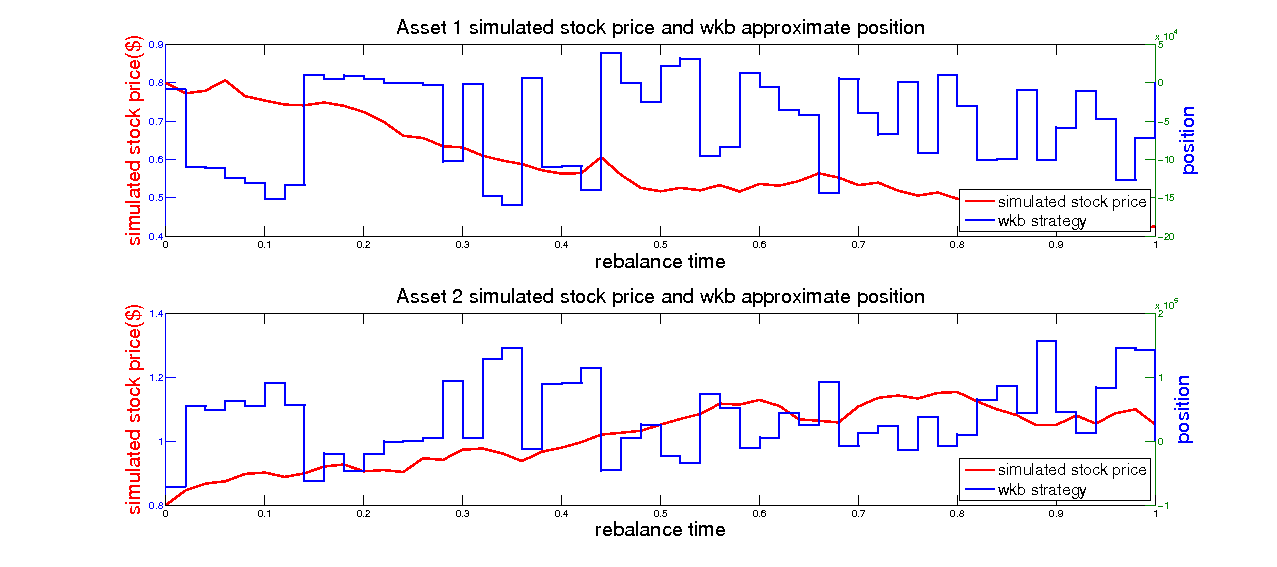 Asset 1 simulated stock price and wkb approximate position
x 10^4
simulated stock price($)
0.9
0.8
0.7
0.6
0.5
0.4
5
0
−5
−10
−15
−20
position
simulated stock price
wkb strategy
0 0.1 0.2 0.3 0.4 0.5 0.6 0.7 0.8 0.9 1
rebalance time
Asset 2 simulated stock price and wkb approximate position
x 10^5
simulated stock price($)
1.4
1.2
1
0.8
2
1
0
−1
position
simulated stock price
wkb strategy
0 0.1 0.2 0.3 0.4 0.5 0.6 0.7 0.8 0.9 1
rebalance time